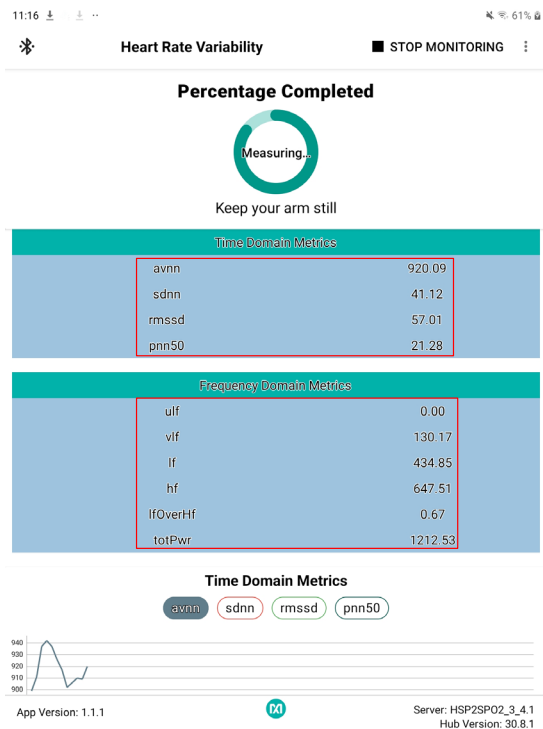 11:16 61%
Heart Rate Variability STOP MONITORING
Percentage Completed
Measuring...
Keep your arm still
Time Domain Metrics
avnn 920.09
sdnn 41.12
rmssd 57.01
pnn50 21.28
Frequency Domain Metrics
ulf 0.00
vlf 130.17
lf 434.85
hf 647.51
lfOverHf 0.67
totPwr 1212.53
Time Domain Metrics
avnn sdnn rmssd pnn50
940
930
920
910
900
App Version: 1.1.1 Server: HSP2SPO2_3_4.1
Hub Version: 30.8.1